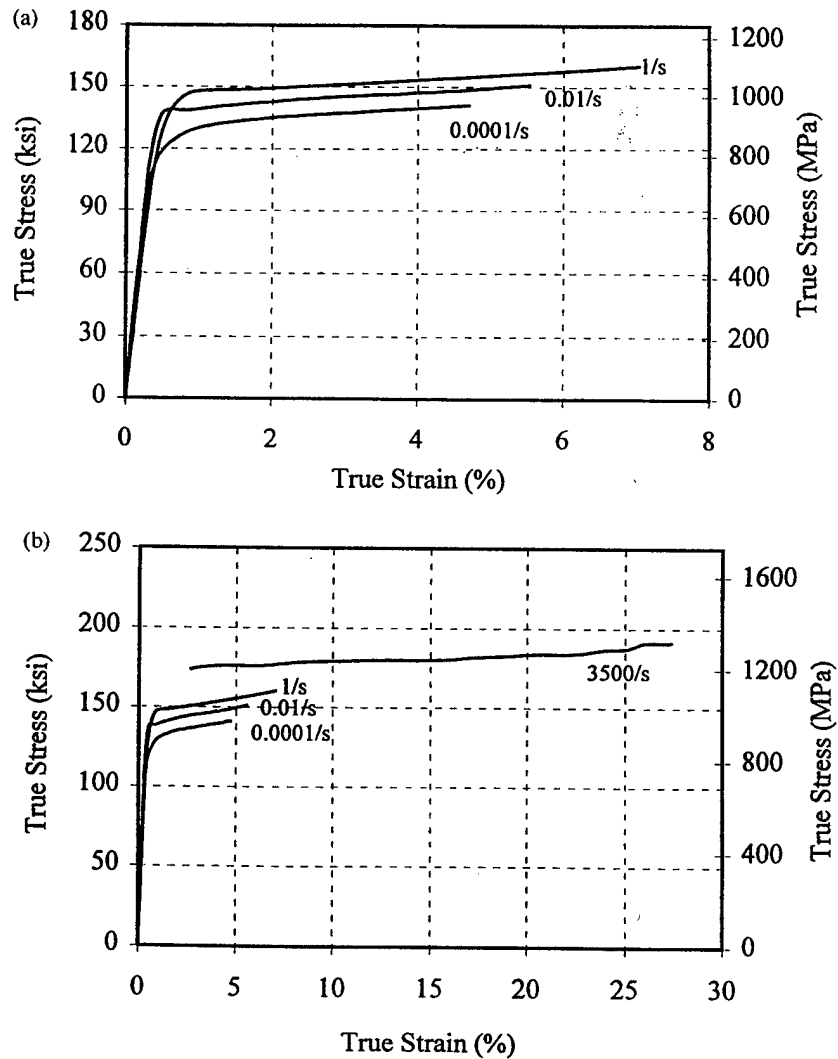 (a)
180
150
120
90
60
30
0
True Stress (ksi)
1/s
0.01/s
0.0001/s
1200
1000
800
600
400
200
0
True Stress (MPa)
0
2
4
6
8
True Strain (%)
(b)
250
200
150
100
50
0
True Stress (ksi)
1/s
0.01/s
0.0001/s
3500/s
1600
1200
800
400
0
True Stress (MPa)
0
5
10
15
20
25
30
True Strain (%)